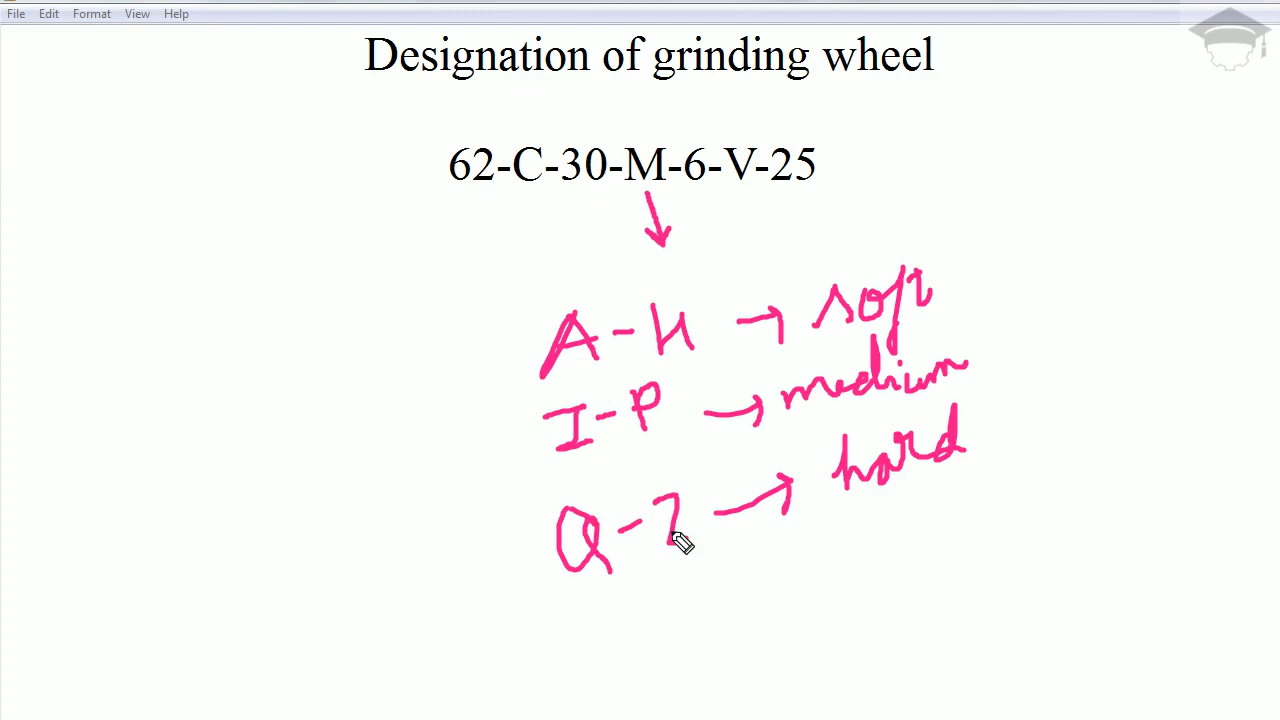 File Edit Format View Help
Designation of grinding wheel
62-C-30-M-6-V-25
A-H → soft
I-P → medium
Q-Z → hard